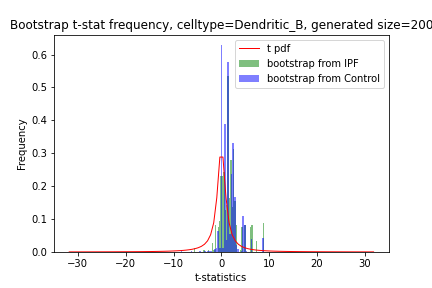 Bootstrap t-stat frequency, celltype=Dendritic_B, generated size=200
t pdf
bootstrap from IPF
bootstrap from Control
Frequency
0.6
0.5
0.4
0.3
0.2
0.1
0.0
−30
−20
−10
0
10
20
30
t-statistics